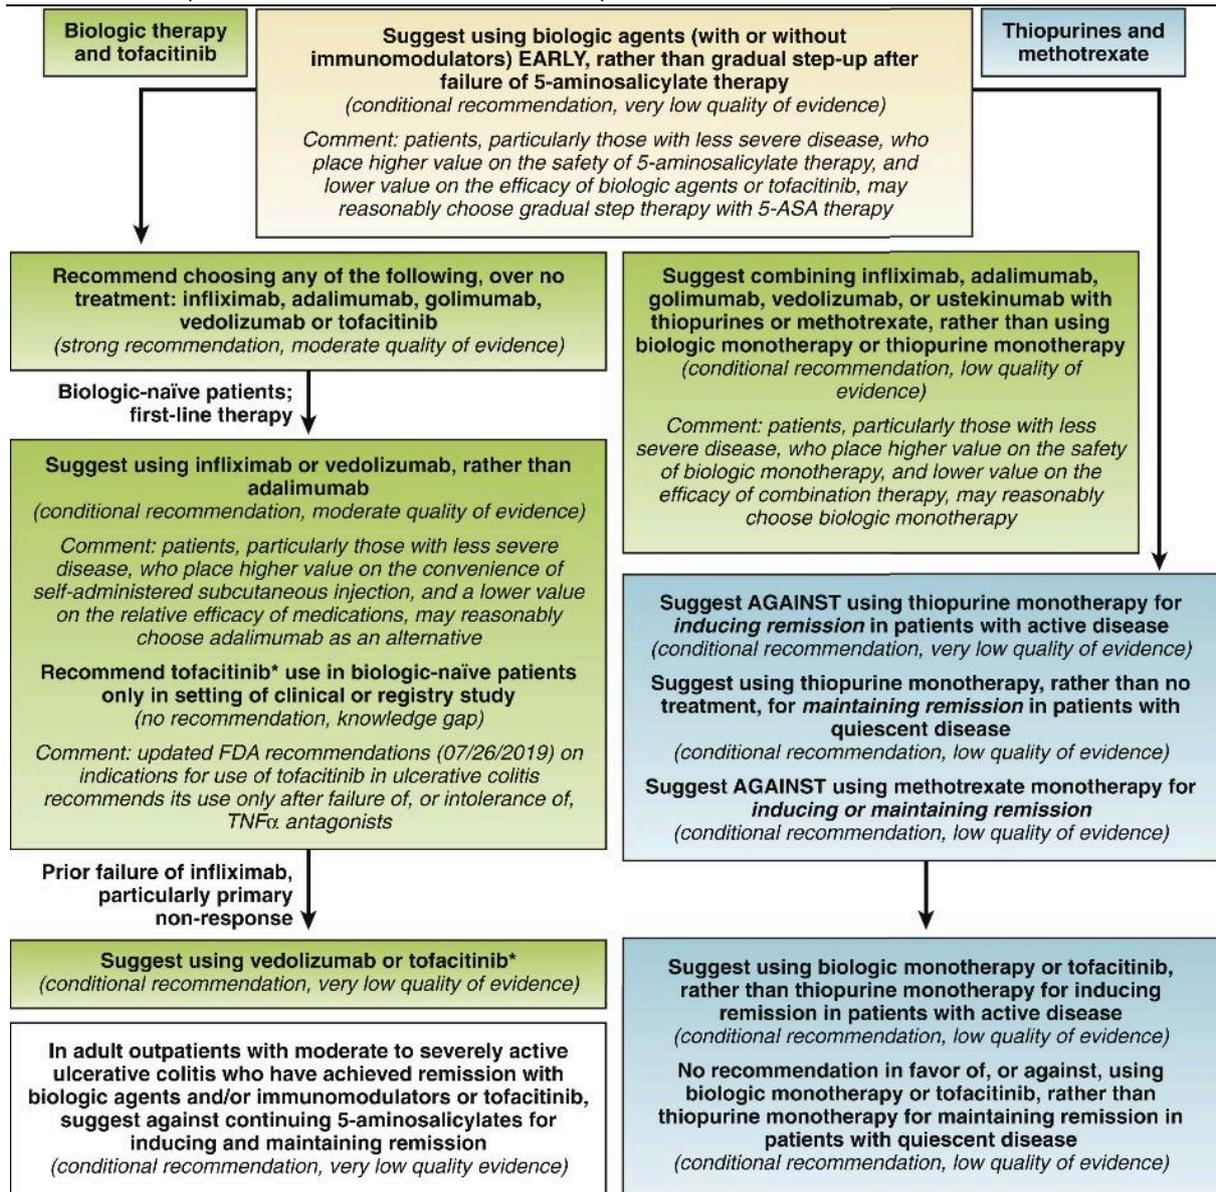 Biologic therapy
and tofacitinib
Suggest using biologic agents (with or without
immunomodulators) EARLY, rather than gradual step-up after
failure of 5-aminosalicylate therapy
(conditional recommendation, very low quality of evidence)
Comment: patients, particularly those with less severe disease, who
place higher value on the safety of 5-aminosalicylate therapy, and
lower value on the efficacy of biologic agents or tofacitinib, may
reasonably choose gradual step therapy with 5-ASA therapy
Thiopurines and
methotrexate
Recommend choosing any of the following, over no
treatment: infliximab, adalimumab, golimumab,
vedolizumab or tofacitinib
(strong recommendation, moderate quality of evidence)
Biologic-naïve patients;
first-line therapy
Suggest using infliximab or vedolizumab, rather than
adalimumab
(conditional recommendation, moderate quality of evidence)
Comment: patients, particularly those with less severe
disease, who place higher value on the convenience of
self-administered subcutaneous injection, and a lower value
on the relative efficacy of medications, may reasonably
choose adalimumab as an alternative
Recommend tofacitinib* use in biologic-naïve patients
only in setting of clinical or registry study
(no recommendation, knowledge gap)
Comment: updated FDA recommendations (07/26/2019) on
indications for use of tofacitinib in ulcerative colitis
recommends its use only after failure of, or intolerance of,
TNFα antagonists
Prior failure of infliximab,
particularly primary
non-response
Suggest using vedolizumab or tofacitinib*
(conditional recommendation, very low quality of evidence)
In adult outpatients with moderate to severely active
ulcerative colitis who have achieved remission with
biologic agents and/or immunomodulators or tofacitinib,
suggest against continuing 5-aminosalicylates for
inducing and maintaining remission
(conditional recommendation, very low quality evidence)
Suggest combining infliximab, adalimumab,
golimumab, vedolizumab, or ustekinumab with
thiopurines or methotrexate, rather than using
biologic monotherapy or thiopurine monotherapy
(conditional recommendation, low quality of
evidence)
Comment: patients, particularly those with less
severe disease, who place higher value on the safety
of biologic monotherapy, and lower value on the
efficacy of combination therapy, may reasonably
choose biologic monotherapy
Suggest AGAINST using thiopurine monotherapy for
inducing remission in patients with active disease
(conditional recommendation, very low quality of evidence)
Suggest using thiopurine monotherapy, rather than no
treatment, for maintaining remission in patients with
quiescent disease
(conditional recommendation, low quality of evidence)
Suggest AGAINST using methotrexate monotherapy for
inducing or maintaining remission
(conditional recommendation, low quality of evidence)
Suggest using biologic monotherapy or tofacitinib,
rather than thiopurine monotherapy for inducing
remission in patients with active disease
(conditional recommendation, low quality of evidence)
No recommendation in favor of, or against, using
biologic monotherapy or tofacitinib, rather than
thiopurine monotherapy for maintaining remission in
patients with quiescent disease
(conditional recommendation, low quality of evidence)